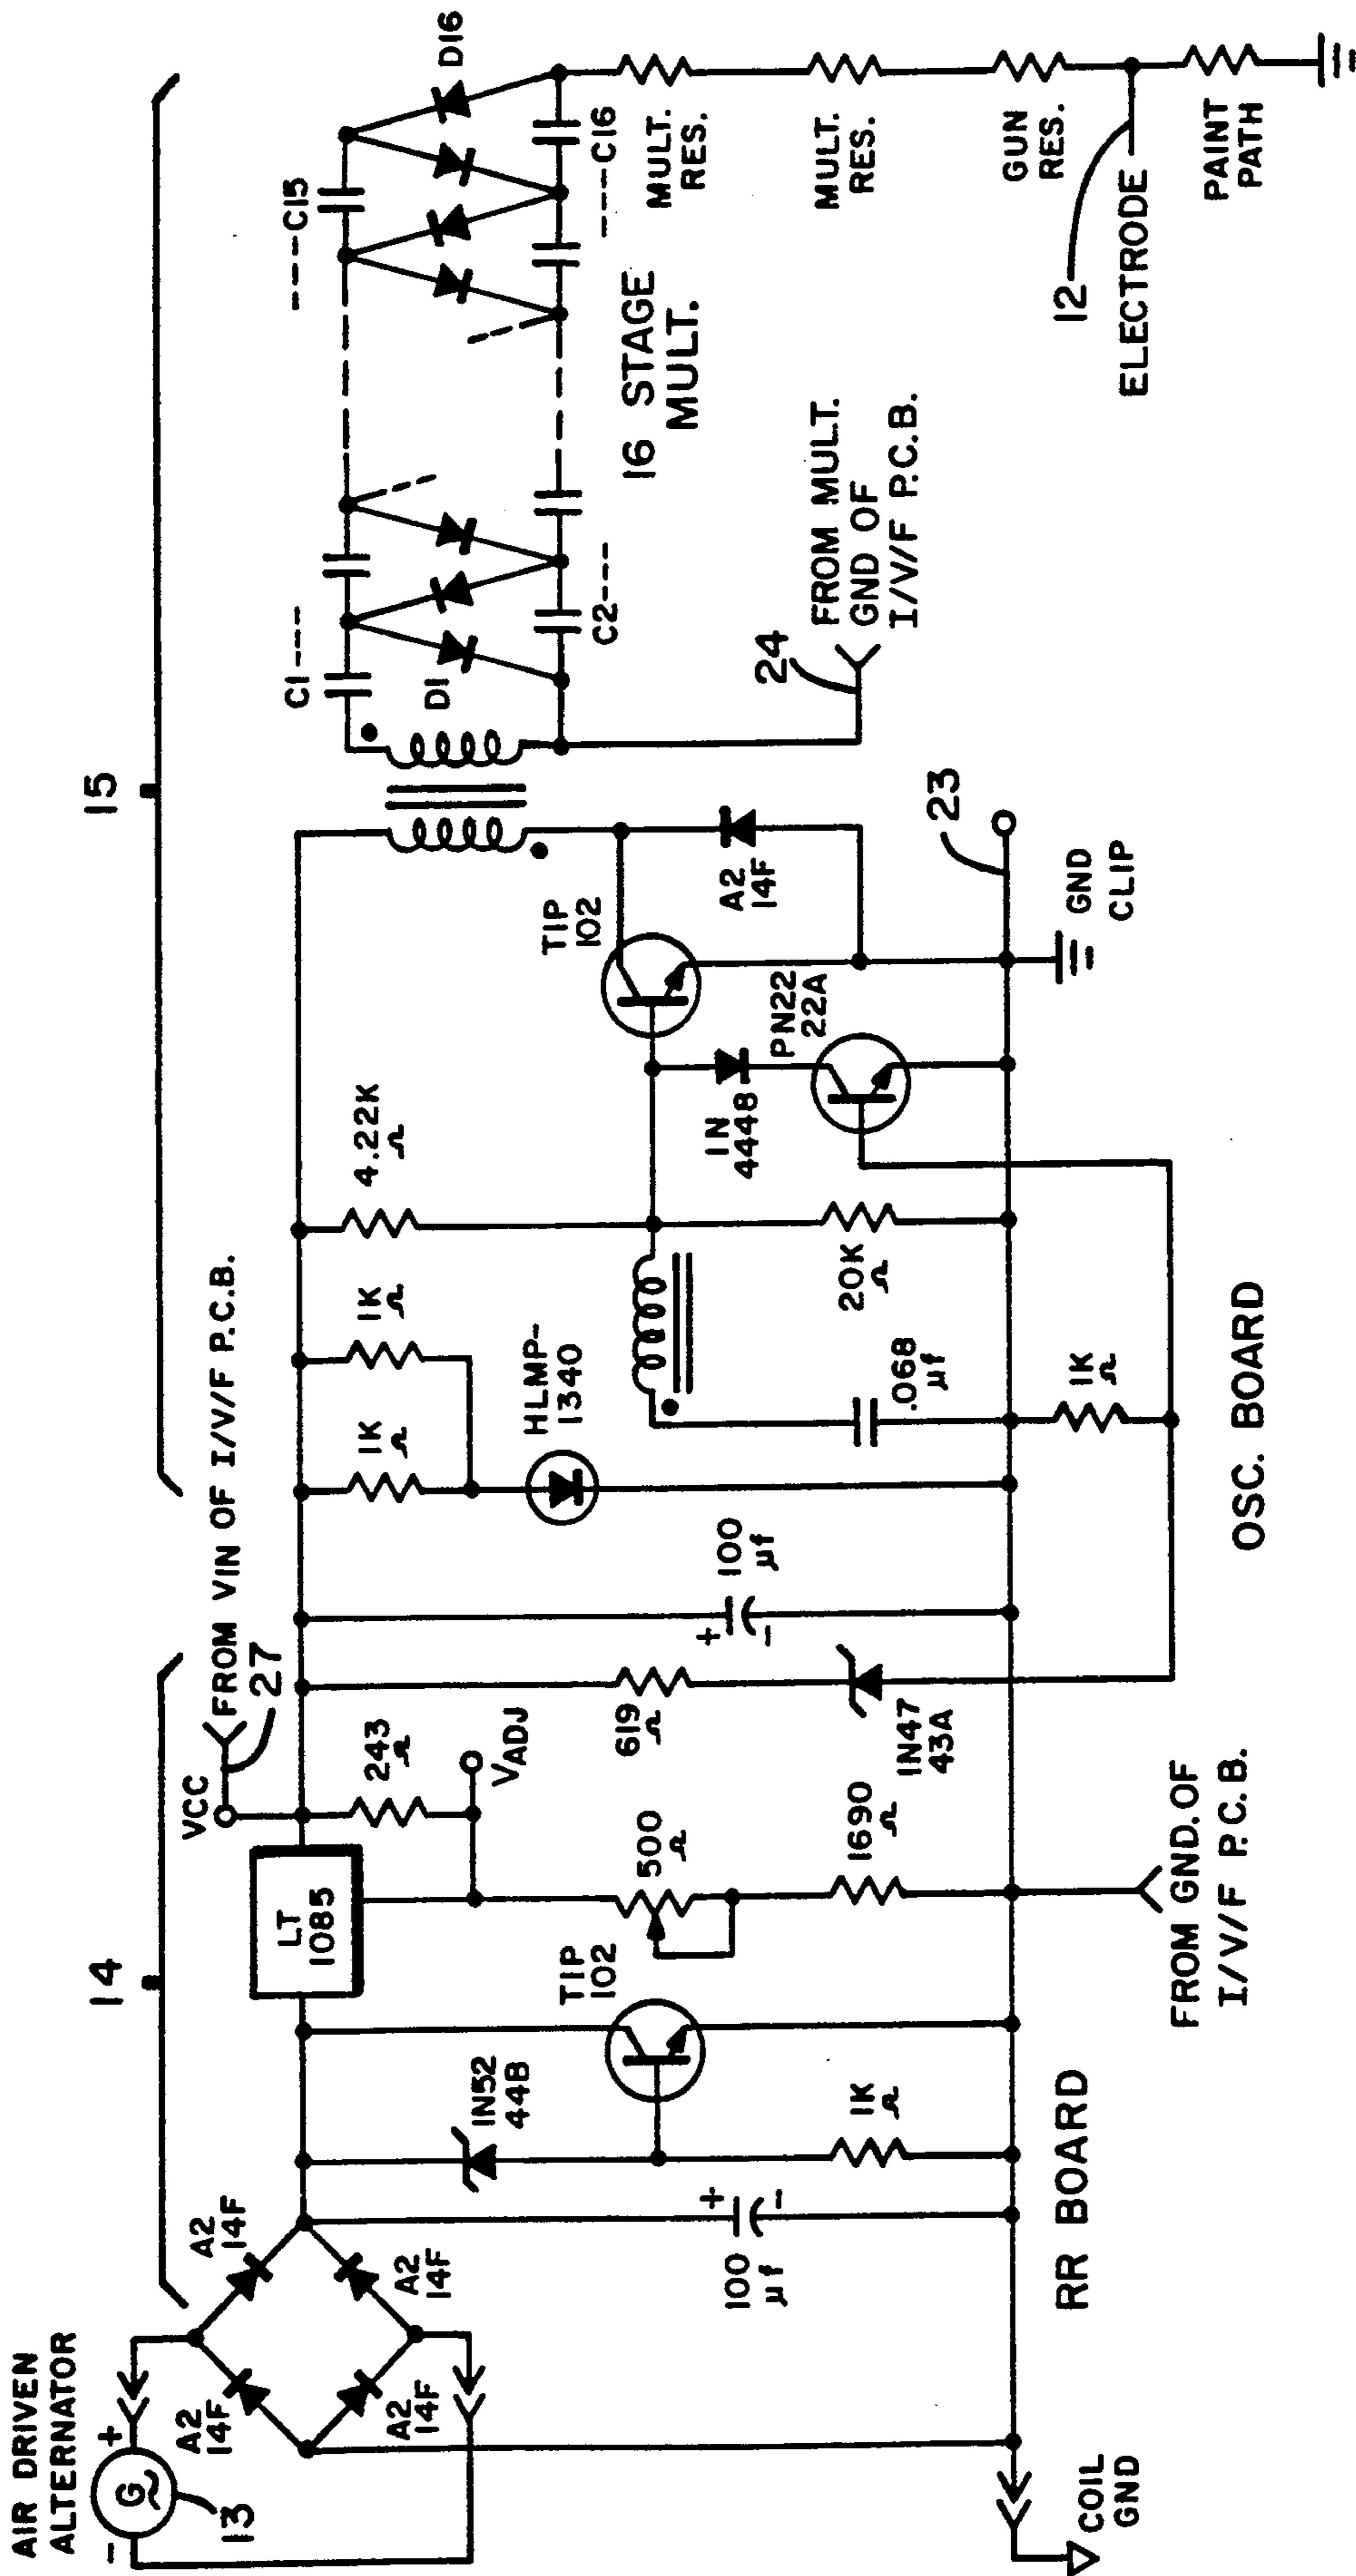 AIR DRIVEN
ALTERNATOR
G
+
-
13
14
A2
14F
A2
14F
A2
14F
A2
14F
COIL
GND
100
µf
+
-
1N52
44B
1K
Ω
TIP
102
LT
1085
VCC
27
FROM VIN OF I/V/F P.C.B.
243
Ω
VADJ
500
Ω
1690
Ω
RR BOARD
FROM GND. OF
I/V/F P.C.B.
619
Ω
1N47
43A
100
µf
+
-
15
1K
Ω
1K
Ω
HLMP-
1340
4.22K
Ω
.068
µf
20K
Ω
1K
Ω
OSC. BOARD
1N
4448
PN22
22A
TIP
102
A2
14F
23
GND
CLIP
24
FROM MULT.
GND OF
I/V/F P.C.B.
C1---
D1
C2---
16 STAGE
MULT.
---C15
D16
---C16
MULT.
RES.
MULT.
RES.
GUN
RES.
12
ELECTRODE
PAINT
PATH